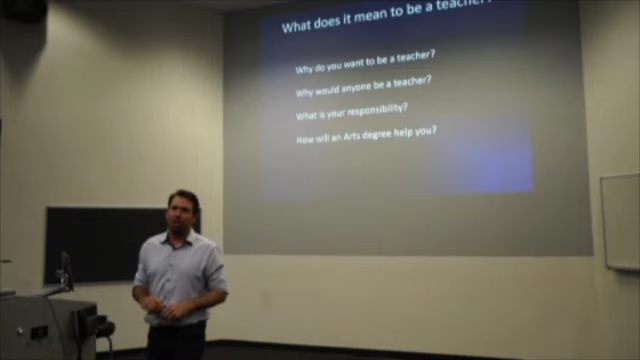 What does it mean to be a teacher?
Why do you want to be a teacher?
Why would anyone be a teacher?
What is your responsibility?
How will an Arts degree help you?